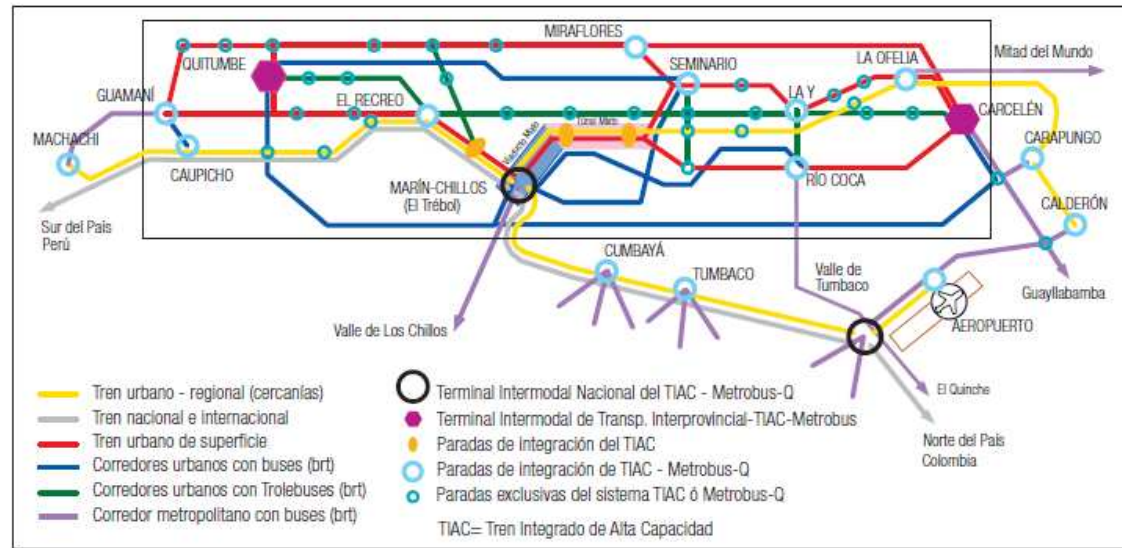 MIRAFLORES
QUITUMBE
SEMINARIO
LA OFELIA
Mitad del Mundo
GUAMANÍ
EL RECREO
LA Y
CARCELÉN
Viaducto Multi
Túnel Multi
MACHACHI
CARAPUNGO
CAUPICHO
MARÍN-CHILLOS
(El Trébol)
RÍO COCA
CALDERÓN
Sur del País
Perú
CUMBAYÁ
TUMBACO
Valle de
Tumbaco
Guayllabamba
Valle de Los Chillos
AEROPUERTO
El Quinche
Norte del País
Colombia
Tren urbano - regional (cercanías)
Tren nacional e internacional
Tren urbano de superficie
Corredores urbanos con buses (brt)
Corredores urbanos con Trolebuses (brt)
Corredor metropolitano con buses (brt)
Terminal Intermodal Nacional del TIAC - Metrobus-Q
Terminal Intermodal de Transp. Interprovincial-TIAC-Metrobus
Paradas de integración del TIAC
Paradas de integración de TIAC - Metrobus-Q
Paradas exclusivas del sistema TIAC ó Metrobus-Q
TIAC= Tren Integrado de Alta Capacidad